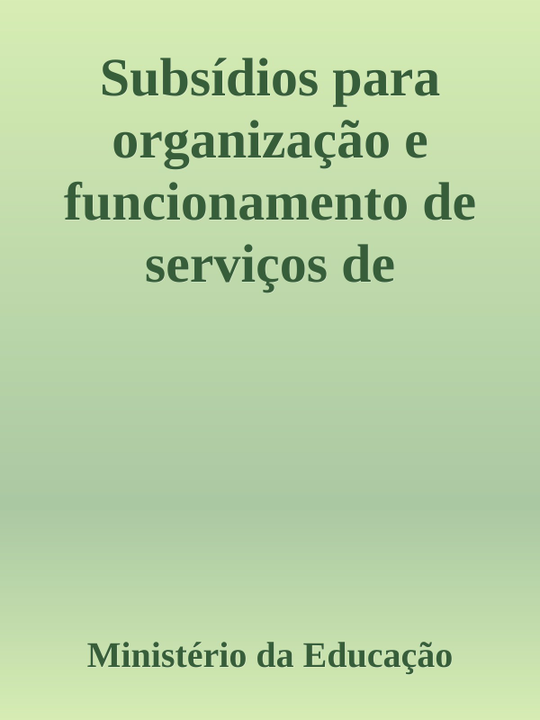 Subsídios para
organização e
funcionamento de
serviços de
Ministério da Educação